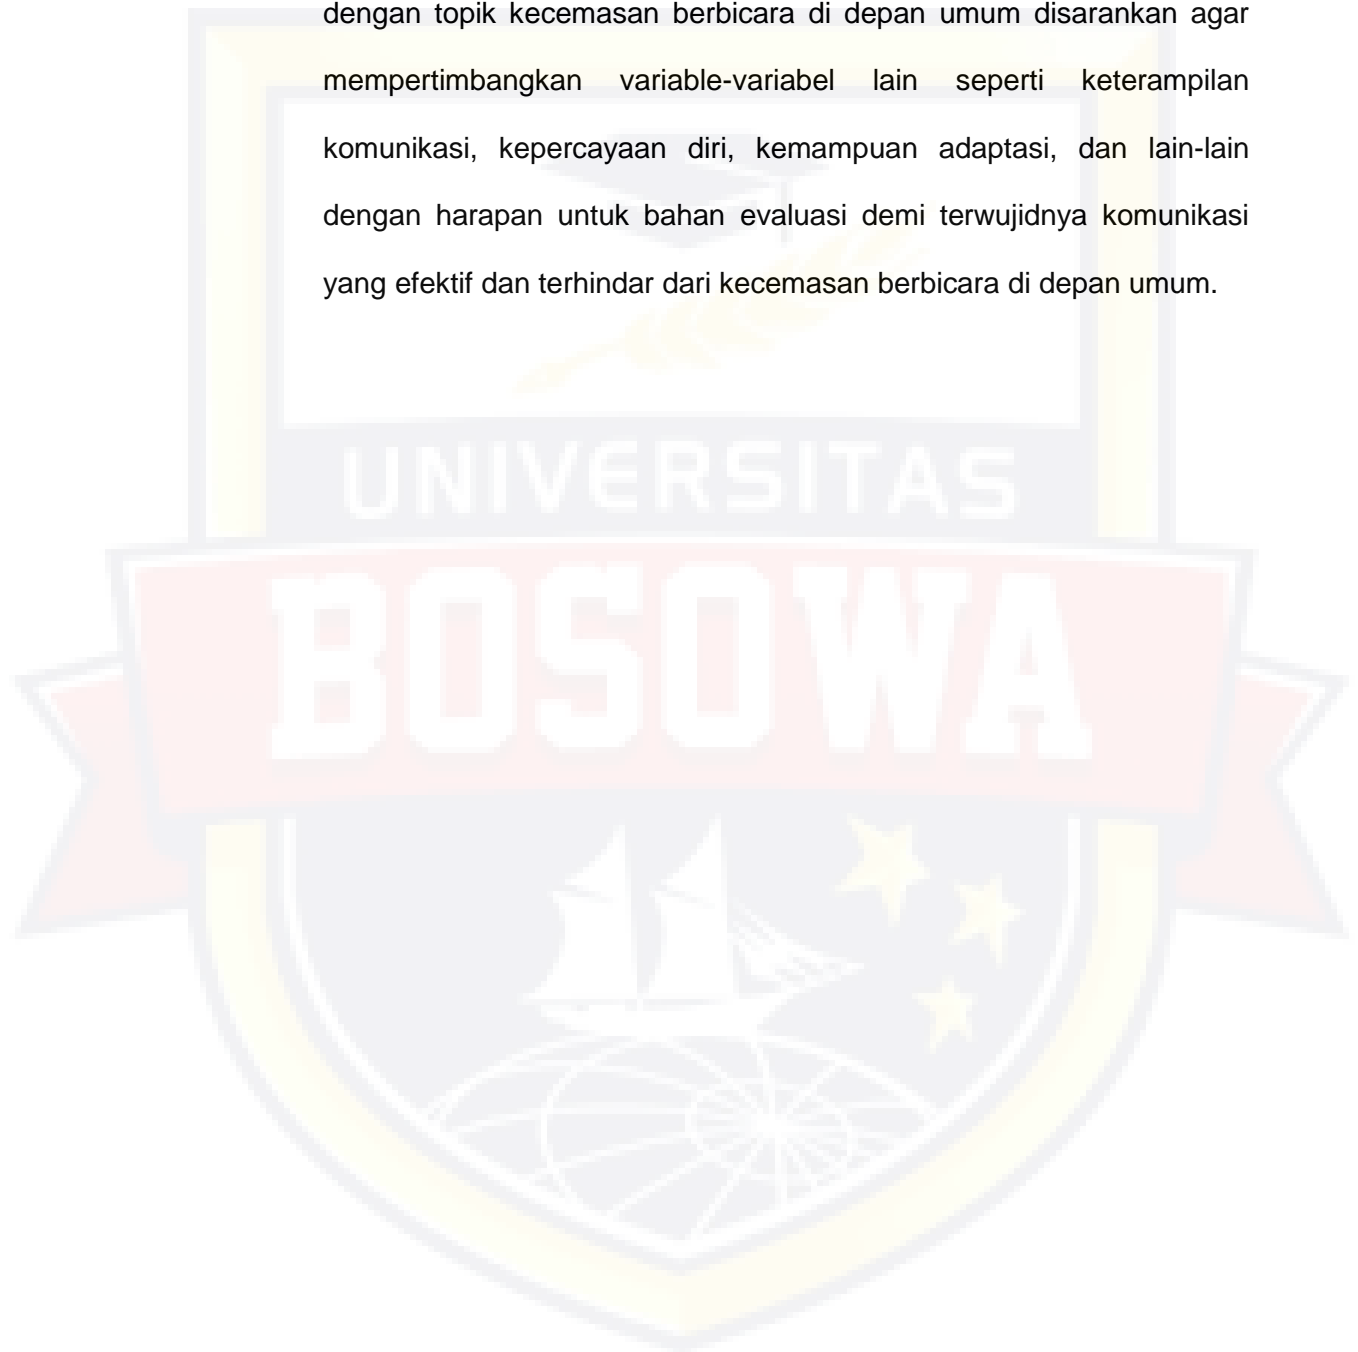 dengan topik kecemasan berbicara di depan umum disarankan agar
mempertimbangkan variable-variabel lain seperti keterampilan
komunikasi, kepercayaan diri, kemampuan adaptasi, dan lain-lain
dengan harapan untuk bahan evaluasi demi terwujidnya komunikasi
yang efektif dan terhindar dari kecemasan berbicara di depan umum.
UNIVERSITAS
BOSOWA